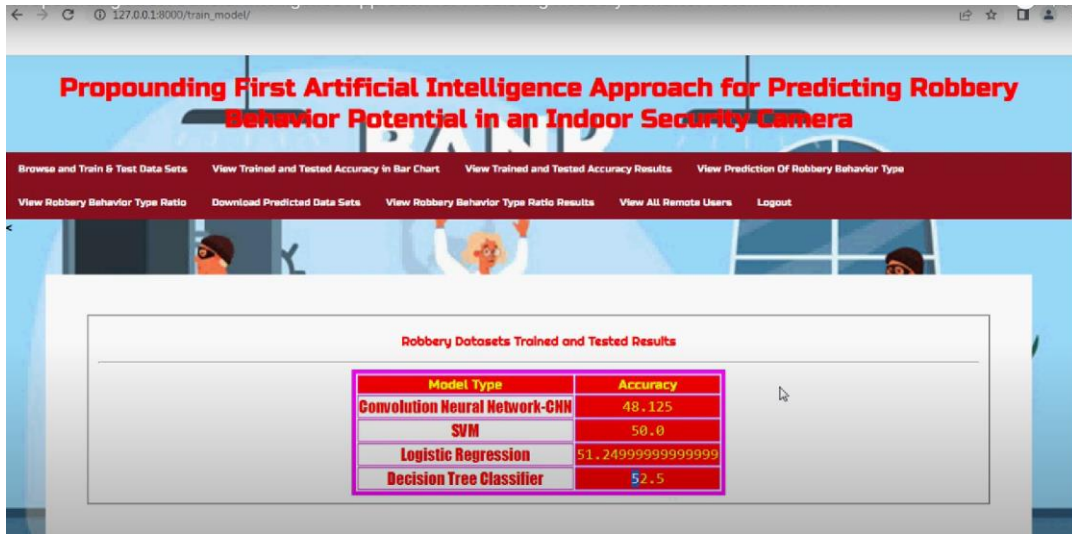 127.0.0.1:8000/train_model/
Propounding First Artificial Intelligence Approach for Predicting Robbery
Behavior Potential in an Indoor Security Camera
Browse and Train & Test Data Sets View Trained and Tested Accuracy in Bar Chart View Trained and Tested Accuracy Results View Prediction Of Robbery Behavior Type
View Robbery Behavior Type Ratio Download Predicted Data Sets View Robbery Behavior Type Ratio Results View All Remote Users Logout
<
Robbery Datasets Trained and Tested Results
Model Type Accuracy
Convolution Neural Network-CNN 48.125
SVM 50.0
Logistic Regression 51.24999999999999
Decision Tree Classifier 52.5